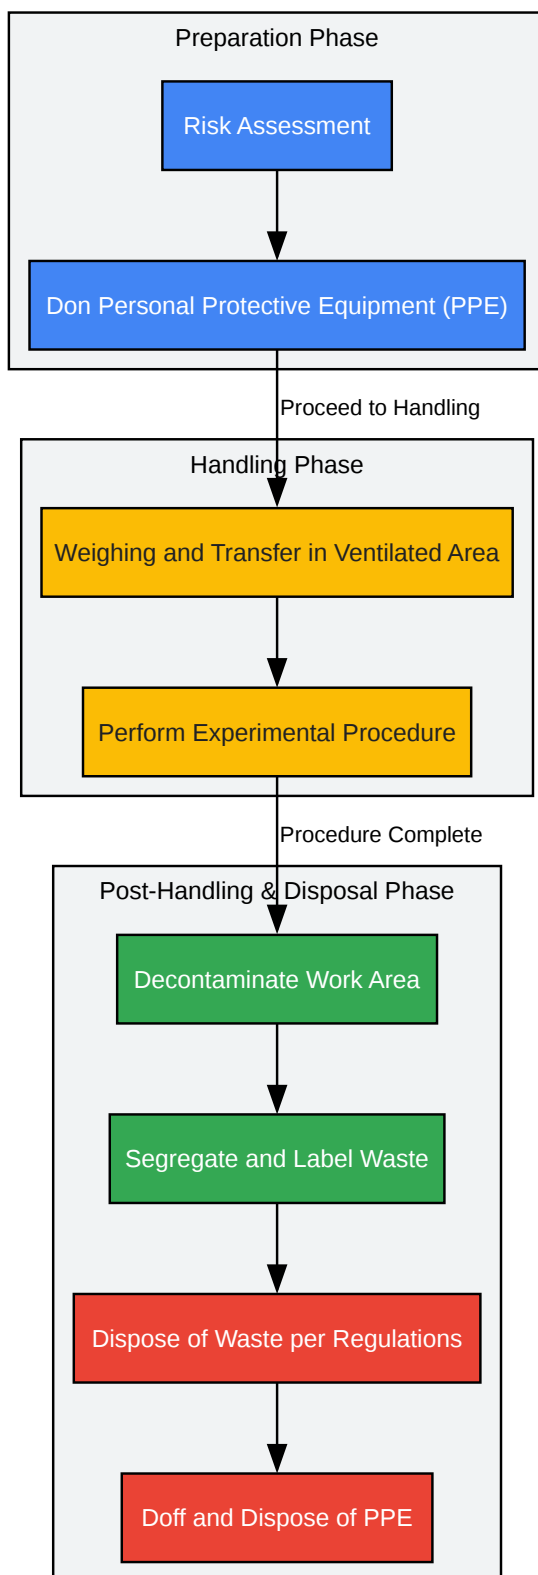 Preparation Phase
Risk Assessment
Don Personal Protective Equipment (PPE)
Proceed to Handling
Handling Phase
Weighing and Transfer in Ventilated Area
Perform Experimental Procedure
Procedure Complete
Post-Handling & Disposal Phase
Decontaminate Work Area
Segregate and Label Waste
Dispose of Waste per Regulations
Doff and Dispose of PPE